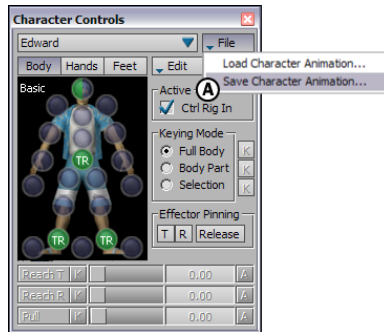 Character Controls
Edward
File
Body Hands Feet
Edit
Load Character Animation...
Save Character Animation...
A
Basic
Active
Ctrl Rig In
Keying Mode
Full Body K
Body Part K
Selection K
TR
Effector Pinning
T R Release
TR TR
Reach T K 0.00 A
Reach R K 0.00 A
Pull K 0.00 A